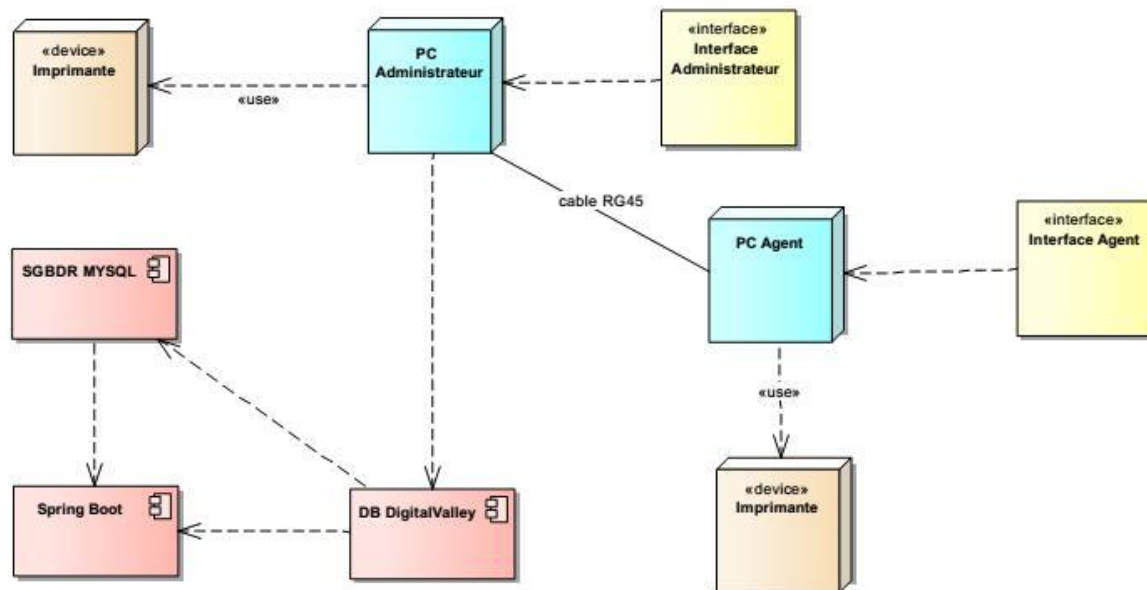 «device»
Imprimante
«use»
PC
Administrateur
«interface»
Interface
Administrateur
cable RG45
PC Agent
«interface»
Interface Agent
SGBDR MYSQL
«use»
Spring Boot
DB DigitalValley
«device»
Imprimante